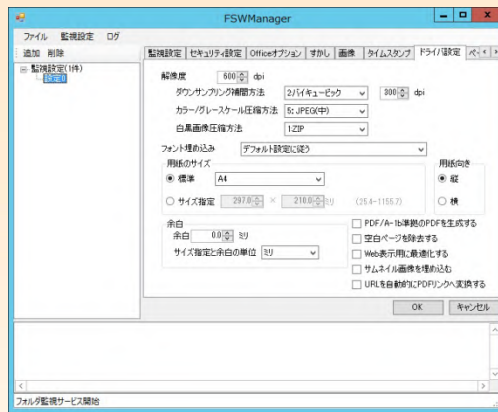 FSWManager
ファイル 監視設定 ログ
追加 削除
監視設定(1件)
設定0
監視設定 セキュリティ設定 Officeオプション すかし 画像 タイムスタンプ ドライバ設定
解像度 600 dpi
ダウンサンプリング補間方法 2:バイキュービック 300 dpi
カラー/グレースケール圧縮方法 5: JPEG(中)
白黒画像圧縮方法 1:ZIP
フォント埋め込み デフォルト設定に従う
用紙のサイズ
標準 A4
サイズ指定 297.0 × 210.0 ミリ (25.4-1155.7)
用紙向き
縦
横
余白
余白 0.0 ミリ
サイズ指定と余白の単位 ミリ
PDF/A-1b準拠のPDFを生成する
空白ページを除去する
Web表示用に最適化する
サムネイル画像を埋め込む
URLを自動的にPDFリンクへ変換する
OK キャンセル
フォルダ監視サービス開始